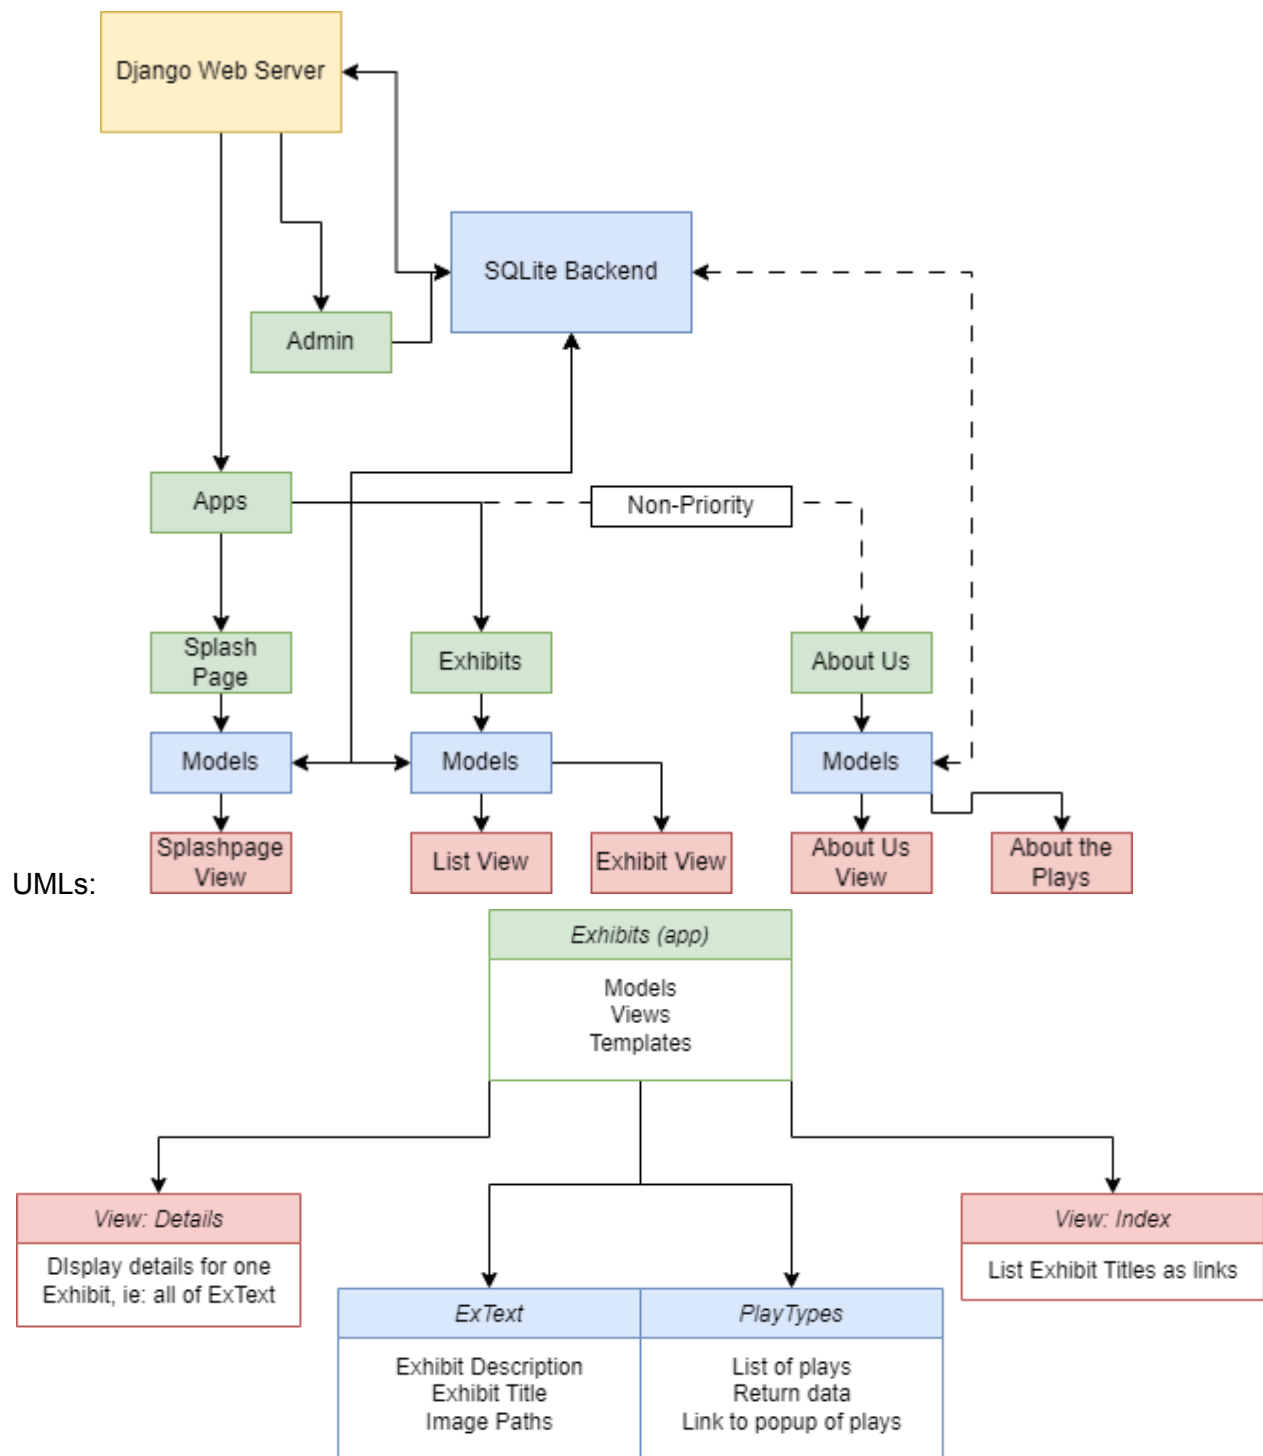 Django Web Server
SQLite Backend
Admin
Apps
Non-Priority
Splash
Page
Exhibits
About Us
Models
Models
Models
Splashpage
View
List View
Exhibit View
About Us
View
About the
Plays
UMLs:
Exhibits (app)
Models
Views
Templates
View: Details
DIsplay details for one
Exhibit, ie: all of ExText
View: Index
List Exhibit Titles as links
ExText
Exhibit Description
Exhibit Title
Image Paths
PlayTypes
List of plays
Return data
Link to popup of plays